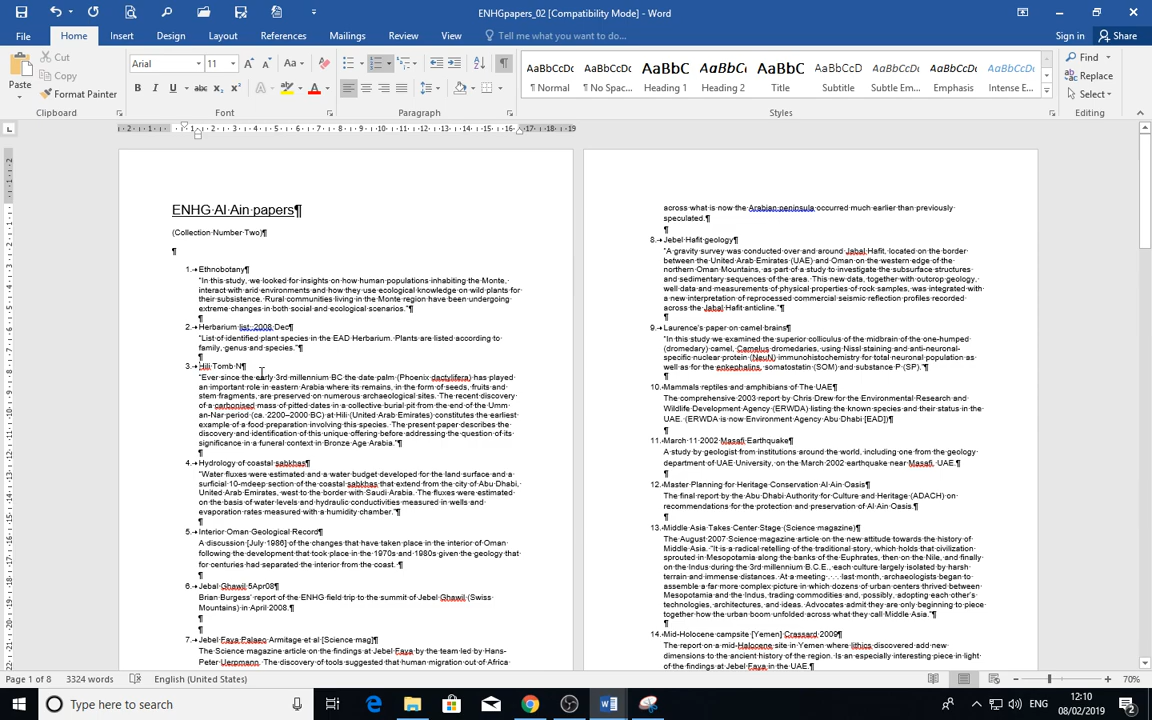 ENHGpapers_02 [Compatibility Mode] - Word
File Home Insert Design Layout References Mailings Review View Tell me what you want to do... Sign in Share
Paste Cut Copy Format Painter
Arial 11
Find Replace Select
AaBbCcDc AaBbCcDc AaBbC AaBbCc AaBbC AaBbCcD AaBbCcD AaBbCcD AaBbCcDc
¶ Normal ¶ No Spac... Heading 1 Heading 2 Title Subtitle Subtle Em... Emphasis Intense E...
Clipboard Font Paragraph Styles Editing
ENHG·Al·Ain·papers¶
(Collection·Number·Two)¶
¶
1.→Ethnobotany¶
"In·this·study,·we·looked·for·insights·on·how·human·populations·inhabiting·the·Monte,·
interact·with·arid·environments·and·how·they·use·ecological·knowledge·on·wild·plants·for·
their·subsistence.·Rural·communities·living·in·the·Monte·region·have·been·undergoing·
extreme·changes·in·both·social·and·ecological·scenarios."¶
¶
2.→Herbarium·list;·2008·Dec¶
"List·of·identified·plant·species·in·the·EAD·Herbarium.·Plants·are·listed·according·to·
family,·genus·and·species."¶
¶
3.→Hili·Tomb·N¶
"Ever·since·the·early·3rd·millennium·BC·the·date·palm·(Phoenix·dactylifera)·has·played·
an·important·role·in·eastern·Arabia·where·its·remains,·in·the·form·of·seeds,·fruits·and·
stem·fragments,·are·preserved·on·numerous·archaeological·sites.·The·recent·discovery·
of·a·carbonised·mass·of·pitted·dates·in·a·collective·burial·pit·from·the·end·of·the·Umm·
an-Nar·period·(ca.·2200–2000·BC)·at·Hili·(United·Arab·Emirates)·constitutes·the·earliest·
example·of·a·food·preparation·involving·this·species.·The·present·paper·describes·the·
discovery·and·identification·of·this·unique·offering·before·addressing·the·question·of·its·
significance·in·a·funeral·context·in·Bronze·Age·Arabia."¶
¶
4.→Hydrology·of·coastal·sabkhas¶
"Water·fluxes·were·estimated·and·a·water·budget·developed·for·the·land·surface·and·a·
surficial·10-mdeep·section·of·the·coastal·sabkhas·that·extend·from·the·city·of·Abu·Dhabi,·
United·Arab·Emirates,·west·to·the·border·with·Saudi·Arabia.·The·fluxes·were·estimated·
on·the·basis·of·water·levels·and·hydraulic·conductivities·measured·in·wells·and·
evaporation·rates·measured·with·a·humidity·chamber."¶
¶
5.→Interior·Oman·Geological·Record¶
A·discussion·[July·1986]·of·the·changes·that·have·taken·place·in·the·interior·of·Oman·
following·the·development·that·took·place·in·the·1970s·and·1980s·given·the·geology·that·
for·centuries·had·separated·the·interior·from·the·coast.·¶
¶
6.→Jebal·Ghawil·5Apr08¶
Brian·Burgess'·report·of·the·ENHG·field·trip·to·the·summit·of·Jebel·Ghawil·(Swiss·
Mountains)·in·April·2008.¶
¶
¶
7.→Jebel·Faya·Palaeo·Armitage·et·al·[Science·mag]¶
The·Science·magazine·article·on·the·findings·at·Jebel·Faya·by·the·team·led·by·Hans-
Peter·Uerpmann.·The·discovery·of·tools·suggested·that·human·migration·out·of·Africa·
across·what·is·now·the·Arabian·peninsula·occurred·much·earlier·than·previously·
speculated.¶
¶
8.→Jebel·Hafit·geology¶
"A·gravity·survey·was·conducted·over·and·around·Jabal·Hafit,·located·on·the·border·
between·the·United·Arab·Emirates·(UAE)·and·Oman·on·the·western·edge·of·the·
northern·Oman·Mountains,·as·part·of·a·study·to·investigate·the·subsurface·structures·
and·sedimentary·sequences·of·the·area.·This·new·data,·together·with·outcrop·geology,·
well·data·and·measurements·of·physical·properties·of·rock·samples,·was·integrated·with·
a·new·interpretation·of·reprocessed·commercial·seismic·reflection·profiles·recorded·
across·the·Jabal·Hafit·anticline."¶
¶
9.→Laurence's·paper·on·camel·brains¶
"In·this·study·we·examined·the·superior·colliculus·of·the·midbrain·of·the·one-humped·
(dromedary)·camel,·Camelus·dromedarius,·using·Nissl·staining·and·anti-neuronal-
specific·nuclear·protein·(NeuN)·immunohistochemistry·for·total·neuronal·population·as·
well·as·for·the·enkephalins,·somatostatin·(SOM)·and·substance·P·(SP)."¶
¶
10.→Mammals·reptiles·and·amphibians·of·The·UAE¶
The·comprehensive·2003·report·by·Chris·Drew·for·the·Environmental·Research·and·
Wildlife·Development·Agency·(ERWDA)·listing·the·known·species·and·their·status·in·the·
UAE.·(ERWDA·is·now·Environment·Agency·Abu·Dhabi·[EAD])¶
¶
11.→March·11·2002·Masafi·Earthquake¶
A·study·by·geologist·from·institutions·around·the·world,·including·one·from·the·geology·
department·of·UAE·University,·on·the·March·2002·earthquake·near·Masafi,·UAE.¶
¶
12.→Master·Planning·for·Heritage·Conservation·Al·Ain·Oasis¶
The·final·report·by·the·Abu·Dhabi·Authority·for·Culture·and·Heritage·(ADACH)·on·
recommendations·for·the·protection·and·preservation·of·Al·Ain·Oasis.¶
¶
13.→Middle·Asia·Takes·Center·Stage·(Science·magazine)¶
The·August·2007·Science·magazine·article·on·the·new·attitude·towards·the·history·of·
Middle·Asia.·"It·is·a·radical·retelling·of·the·traditional·story,·which·holds·that·civilization·
sprouted·in·Mesopotamia·along·the·banks·of·the·Euphrates,·then·on·the·Nile,·and·finally·
on·the·Indus·during·the·3rd·millennium·B.C.E.,·each·culture·largely·isolated·by·harsh·
terrain·and·immense·distances.·At·a·meeting·.·.·.·last·month,·archaeologists·began·to·
assemble·a·far·more·complex·picture·in·which·dozens·of·urban·centers·thrived·between·
Mesopotamia·and·the·Indus,·trading·commodities·and,·possibly,·adopting·each·other's·
technologies,·architectures,·and·ideas.·Advocates·admit·they·are·only·beginning·to·piece·
together·how·the·urban·boom·unfolded·across·what·they·call·Middle·Asia."¶
¶
14.→Mid-Holocene·campsite·[Yemen]·Crassard·2009¶
The·report·on·a·mid-Halocene·site·in·Yemen·where·lithics·discovered·add·new·
dimensions·to·the·ancient·history·of·the·region.·Is·an·especially·interesting·piece·in·light·
of·the·findings·at·Jebel·Faya·in·the·UAE.¶
Page 1 of 8 3324 words English (United States) 70%
Type here to search
ENG 12:10 08/02/2019 2